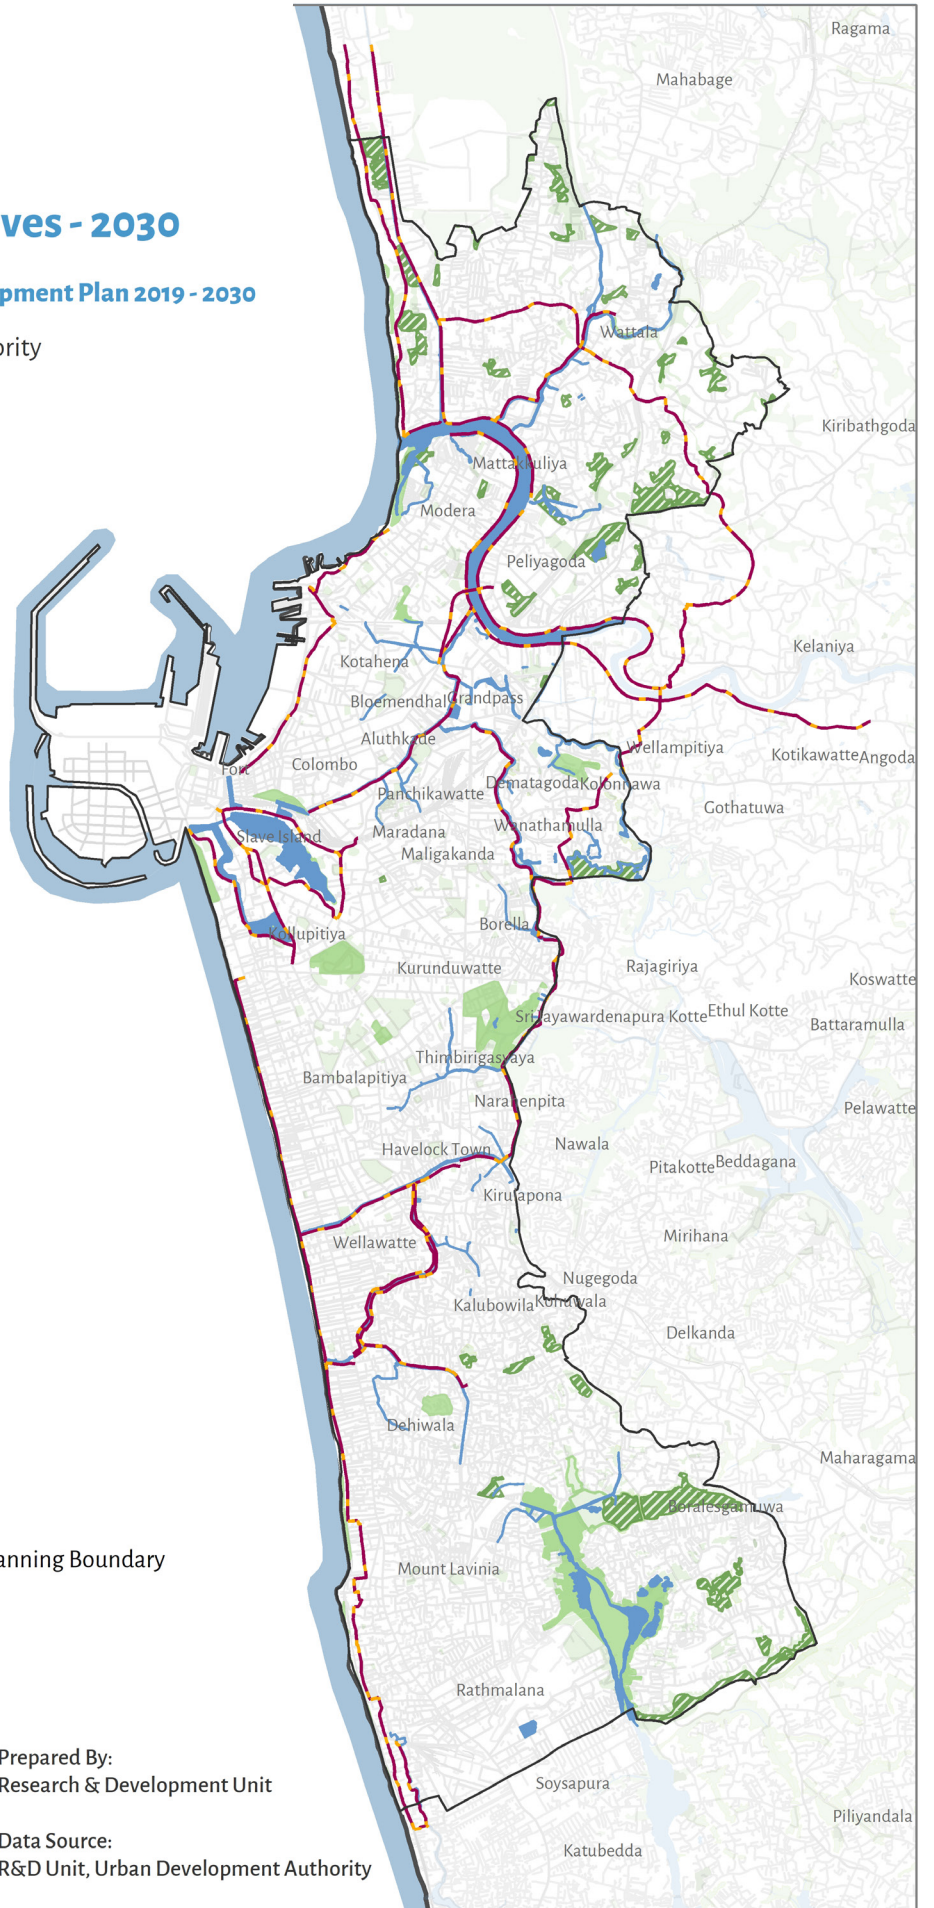 Ragama
Mahabage
ves - 2030
pment Plan 2019 - 2030
ority
Wattala
Kiribathgoda
Mattakkuliya
Modera
Peliyagoda
Kelaniya
Kotahena
Bloemendhal
Grandpass
Aluthkade
Wellampitiya
Kotikawatte
Angoda
Fort
Colombo
Dematagoda
Kolonnawa
Panchikawatte
Gothatuwa
Slave Island
Maradana
Wanathamulla
Maligakanda
Borella
Kollupitiya
Kurunduwatte
Rajagiriya
Koswatte
Sri Jayawardenapura Kotte
Ethul Kotte
Battaramulla
Thimbirigasyaya
Bambalapitiya
Narahenpita
Pelawatte
Havelock Town
Nawala
Pitakotte
Beddagana
Kirulapona
Mirihana
Wellawatte
Nugegoda
Kalubowila
Kohuwala
Delkanda
Dehiwala
Maharagama
Boralesgamuwa
anning Boundary
Mount Lavinia
Rathmalana
Prepared By:
Research & Development Unit
Soysapura
Piliyandala
Data Source:
Katubedda
R&D Unit, Urban Development Authority